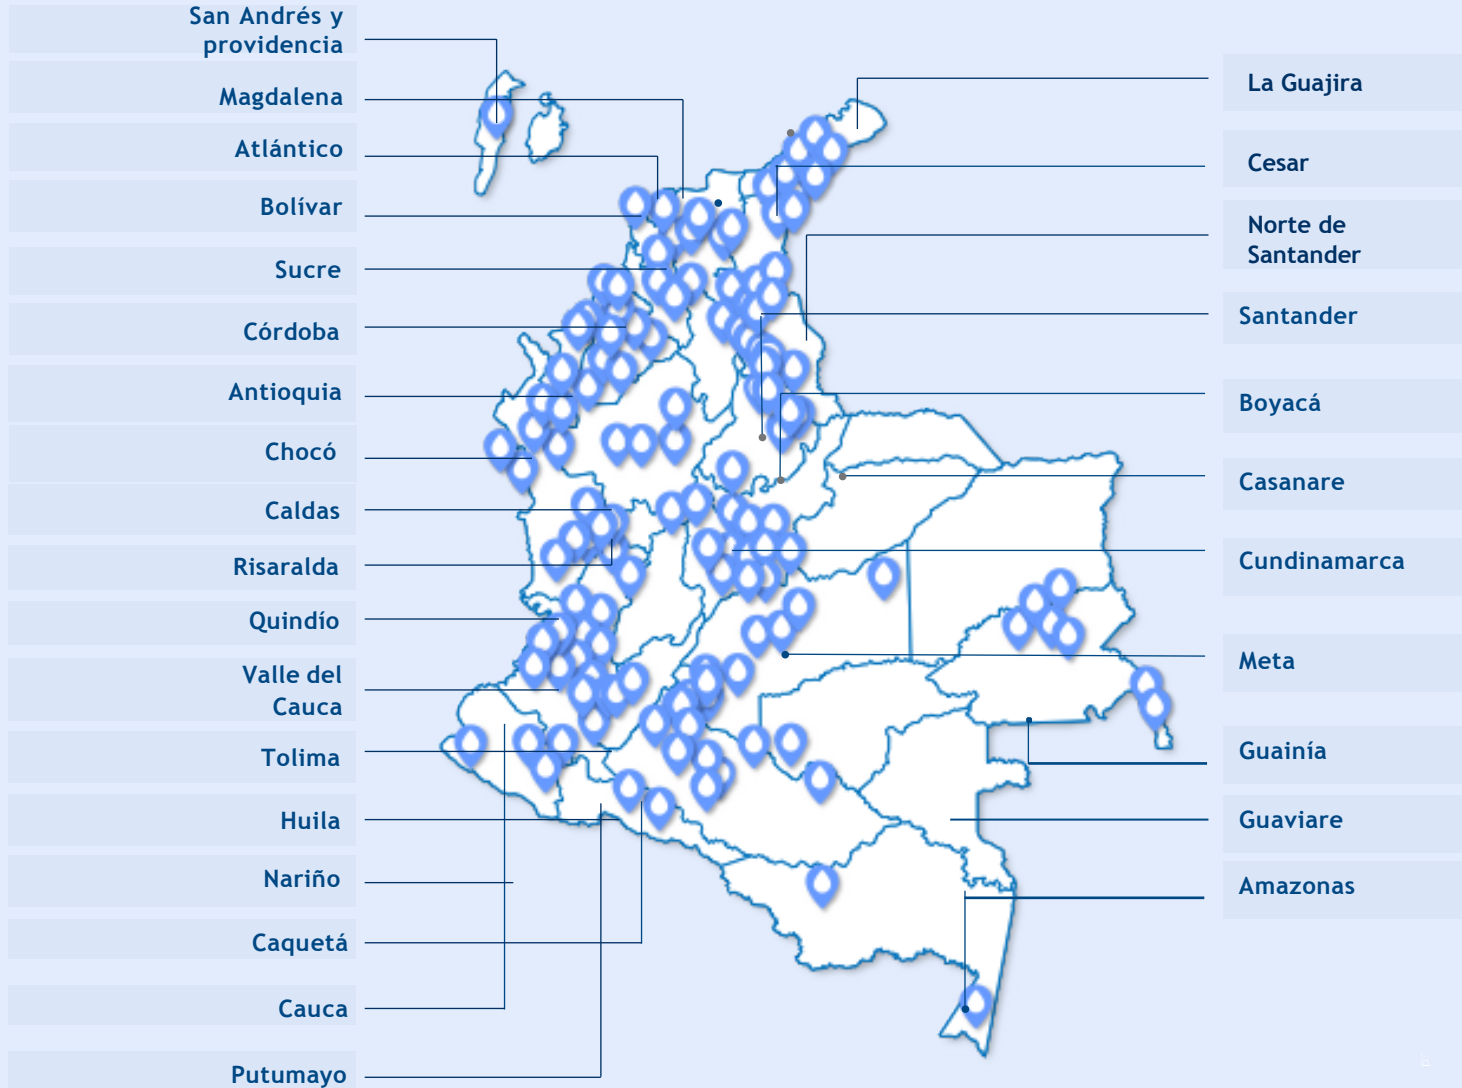 San Andrés y
providencia
Magdalena
Atlántico
Bolívar
Sucre
Córdoba
Antioquia
Chocó
Caldas
Risaralda
Quindío
Valle del
Cauca
Tolima
Huila
Nariño
Caquetá
Cauca
Putumayo
La Guajira
Cesar
Norte de
Santander
Santander
Boyacá
Casanare
Cundinamarca
Meta
Guainía
Guaviare
Amazonas